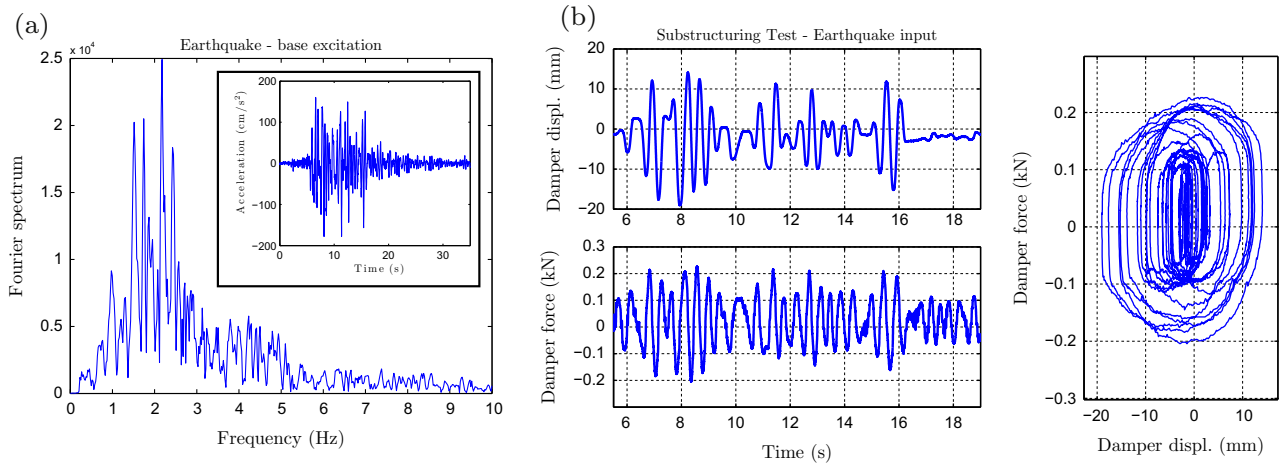 (a)
Earthquake - base excitation
x 10⁴
2.5
2
1.5
1
0.5
0
0 1 2 3 4 5 6 7 8 9 10
Fourier spectrum
Frequency (Hz)
200
100
0
−100
−200
0 10 20 30
Acceleration (cm/s²)
Time (s)
(b)
Substructuring Test - Earthquake input
20
10
0
−10
−20
6 8 10 12 14 16 18
Damper displ. (mm)
0.3
0.2
0.1
0
−0.1
−0.2
6 8 10 12 14 16 18
Damper force (kN)
Time (s)
0.2
0.1
0
−0.1
−0.2
−0.3
−20 −10 0 10
Damper force (kN)
Damper displ. (mm)